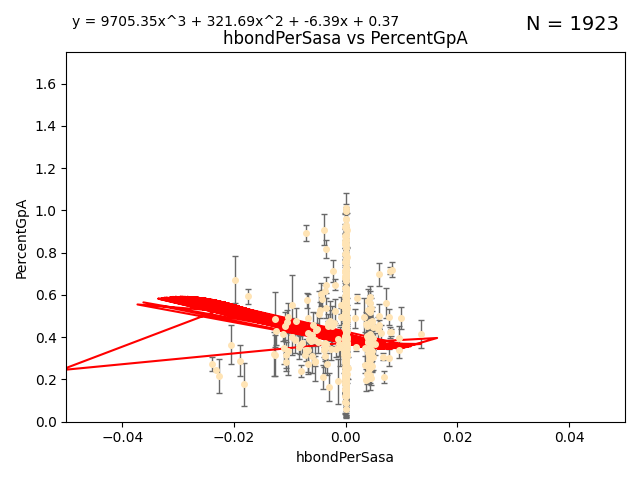 y = 9705.35x^3 + 321.69x^2 + -6.39x + 0.37
N = 1923
hbondPerSasa vs PercentGpA
PercentGpA
1.6
1.4
1.2
1.0
0.8
0.6
0.4
0.2
0.0
−0.04
−0.02
0.00
0.02
0.04
hbondPerSasa